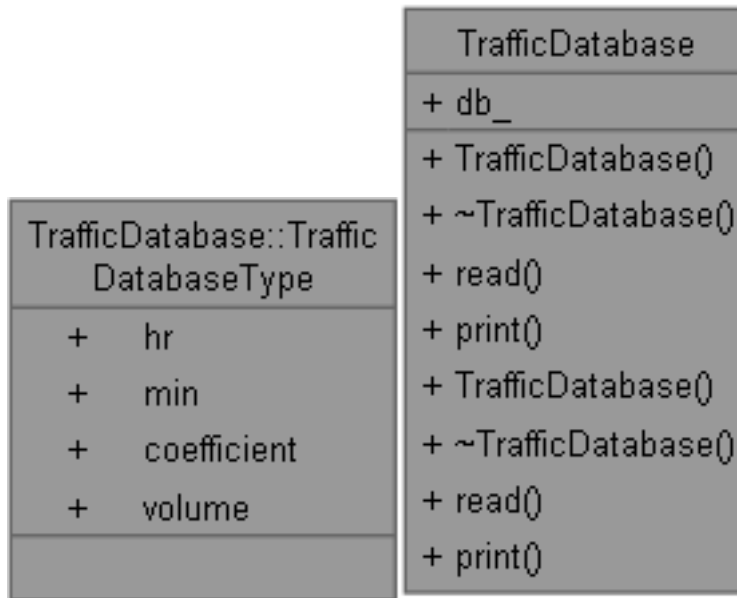 TrafficDatabase::Traffic
DatabaseType
+ hr
+ min
+ coefficient
+ volume
TrafficDatabase
+ db_
+ TrafficDatabase()
+ ~TrafficDatabase()
+ read()
+ print()
+ TrafficDatabase()
+ ~TrafficDatabase()
+ read()
+ print()